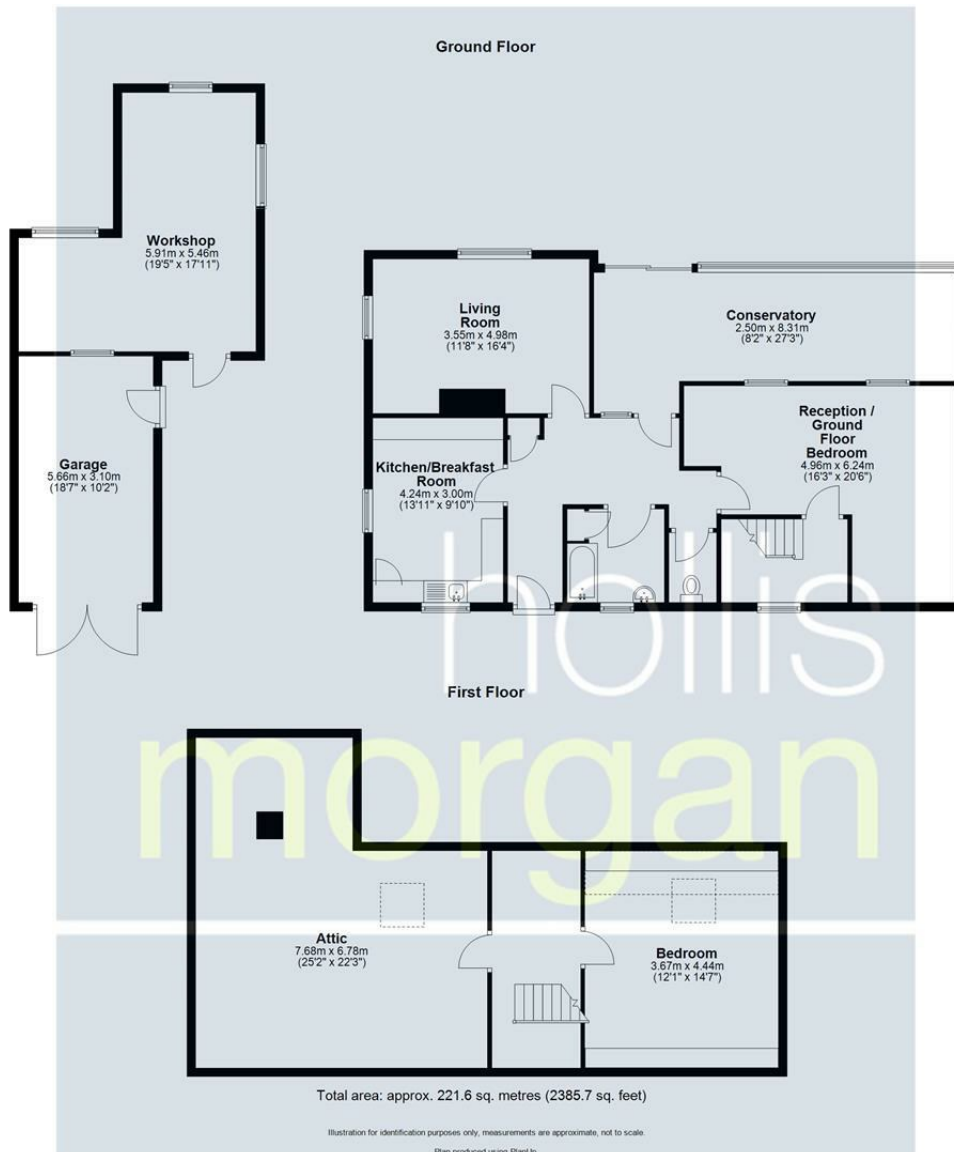 Ground Floor
Workshop
5.91m x 5.46m
(19'5" x 17'11")
Living
Room
3.55m x 4.98m
(11'8" x 16'4")
Conservatory
2.50m x 8.31m
(8'2" x 27'3")
Reception /
Ground
Floor
Bedroom
4.96m x 6.24m
(16'3" x 20'6")
Garage
5.66m x 3.10m
(18'7" x 10'2")
Kitchen/Breakfast
Room
4.24m x 3.00m
(13'11" x 9'10")
hollis
morgan
First Floor
Attic
7.68m x 6.78m
(25'2" x 22'3")
Bedroom
3.67m x 4.44m
(12'1" x 14'7")
Total area: approx. 221.6 sq. metres (2385.7 sq. feet)
Illustration for identification purposes only, measurements are approximate, not to scale.
Plan produced using PlanUp.